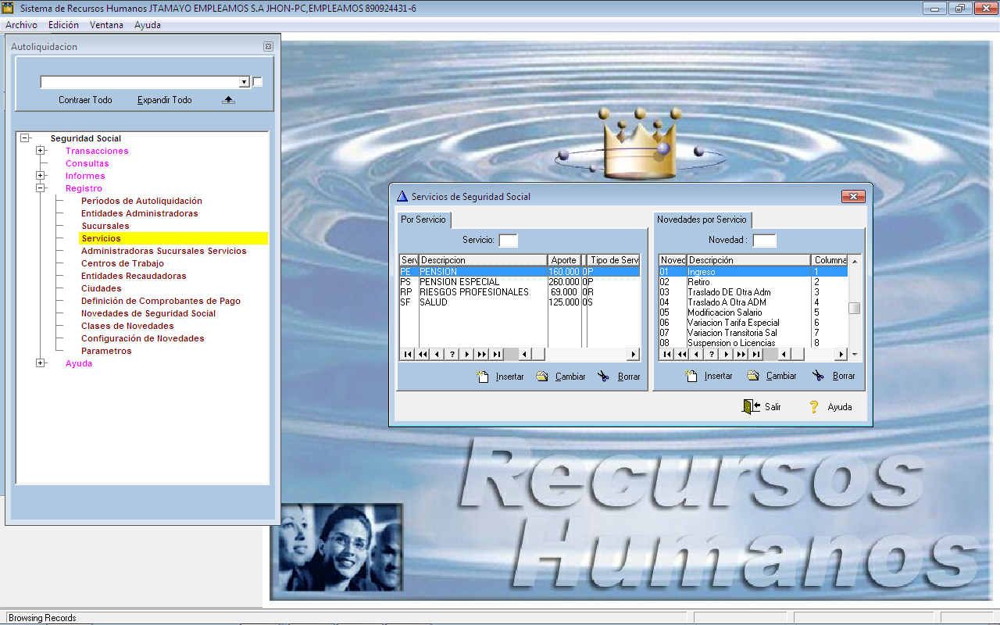 Sistema de Recursos Humanos JTAMAYO EMPLEAMOS S.A JHON-PC,EMPLEAMOS 890924431-6
Archivo Edición Ventana Ayuda
Autoliquidacion
Contraer Todo Expandir Todo
Seguridad Social
Transacciones
Consultas
Informes
Registro
Periodos de Autoliquidación
Entidades Administradoras
Sucursales
Servicios
Administradoras Sucursales Servicios
Centros de Trabajo
Entidades Recaudadoras
Ciudades
Definición de Comprobantes de Pago
Novedades de Seguridad Social
Clases de Novedades
Configuración de Novedades
Parametros
Ayuda
Servicios de Seguridad Social
Por Servicio
Servicio:
Serv Descripcion Aporte Tipo de Serv
PE PENSION 160.000 0 P
PS PENSION ESPECIAL 260.000 0 P
RP RIESGOS PROFESIONALES 69.000 0 R
SF SALUD 125.000 0 S
Insertar Cambiar Borrar
Novedades por Servicio
Novedad :
Noved Descripción Columna
01 Ingreso 1
02 Retiro 2
03 Traslado DE Otra Adm 3
04 Traslado A Otra ADM 4
05 Modificacion Salario 5
06 Variacion Tarifa Especial 6
07 Variacion Transitoria Sal 7
08 Suspension o Licencias 8
Insertar Cambiar Borrar
Salir Ayuda
Recursos
Humanos
Browsing Records